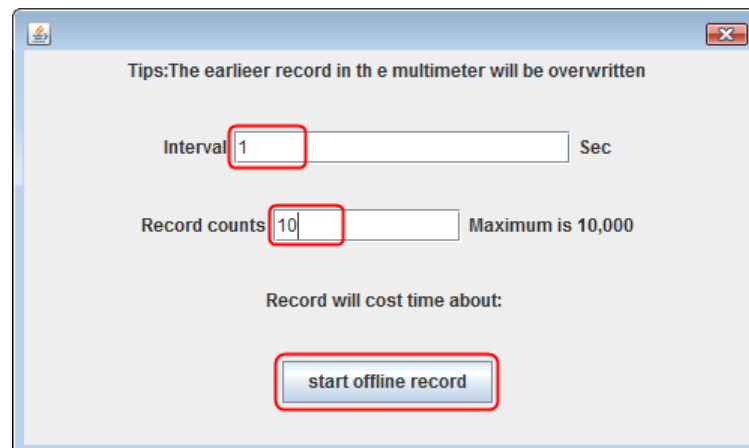 Tips:The earlieer record in th e multimeter will be overwritten
Interval 1 Sec
Record counts 10 Maximum is 10,000
Record will cost time about:
start offline record